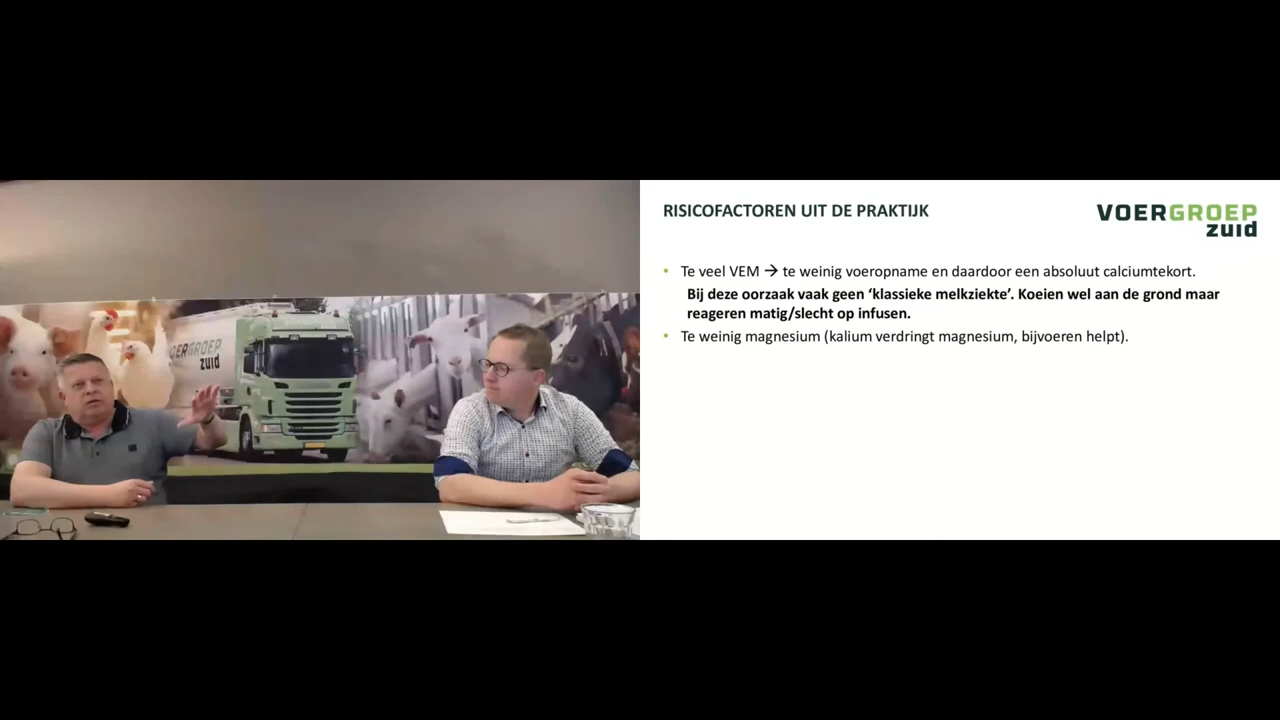 RISICOFACTOREN UIT DE PRAKTIJK
VOERGROEP
zuid
• Te veel VEM → te weinig voeropname en daardoor een absoluut calciumtekort.
Bij deze oorzaak vaak geen ‘klassieke melkziekte’. Koeien wel aan de grond maar
reageren matig/slecht op infusen.
• Te weinig magnesium (kalium verdringt magnesium, bijvoeren helpt).
VOERGROEP
zuid